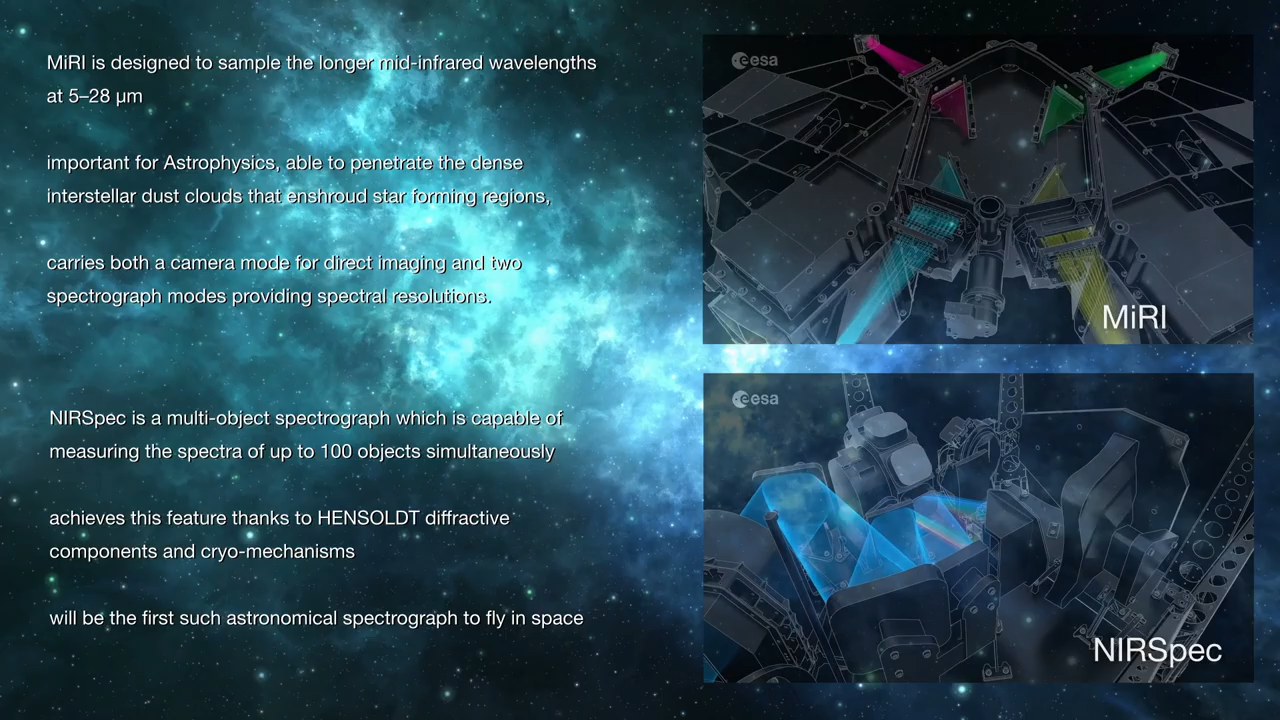 MiRI is designed to sample the longer mid-infrared wavelengths
at 5–28 µm
important for Astrophysics, able to penetrate the dense
interstellar dust clouds that enshroud star forming regions,
carries both a camera mode for direct imaging and two
spectrograph modes providing spectral resolutions.
esa
MiRI
NIRSpec is a multi-object spectrograph which is capable of
measuring the spectra of up to 100 objects simultaneously
achieves this feature thanks to HENSOLDT diffractive
components and cryo-mechanisms
will be the first such astronomical spectrograph to fly in space
esa
NIRSpec